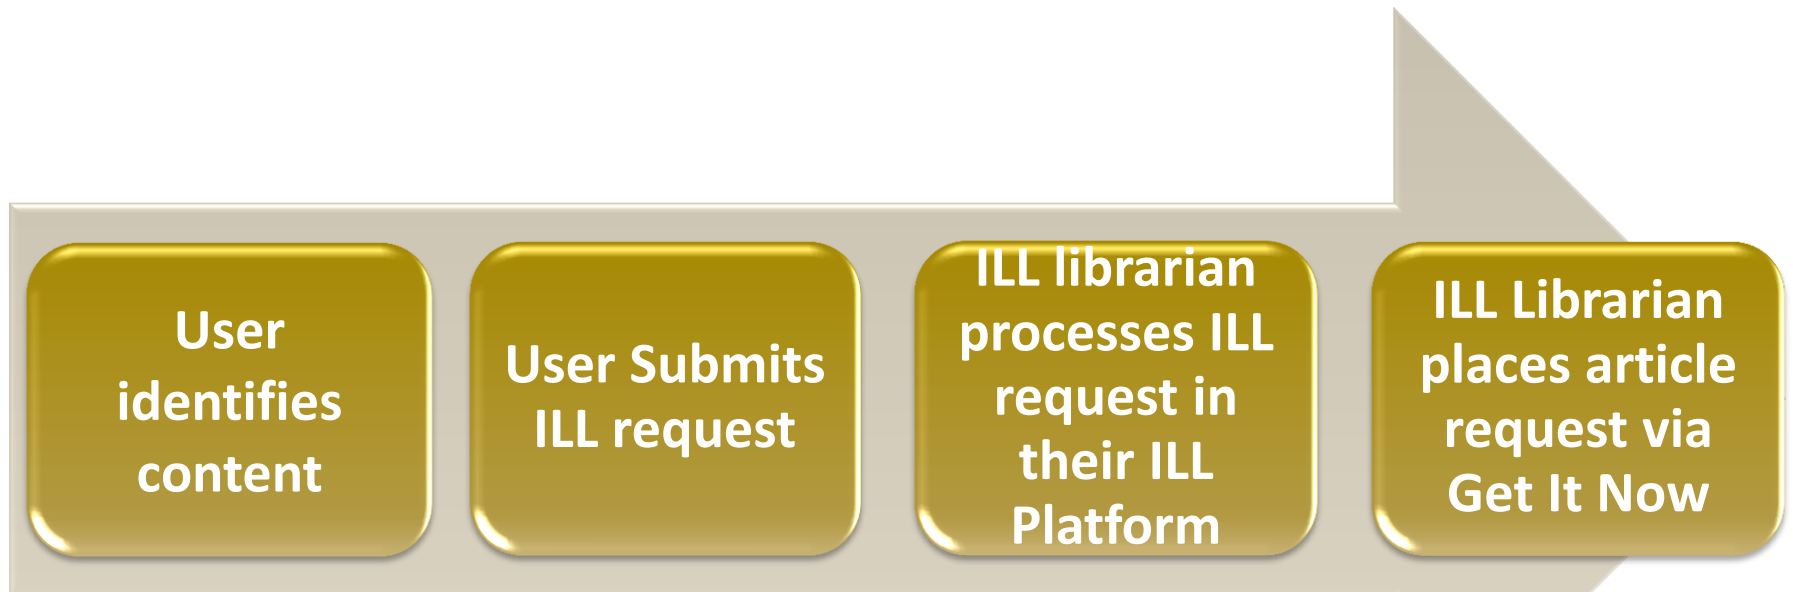 User
identifies
content
User Submits
ILL request
ILL librarian
processes ILL
request in
their ILL
Platform
ILL Librarian
places article
request via
Get It Now